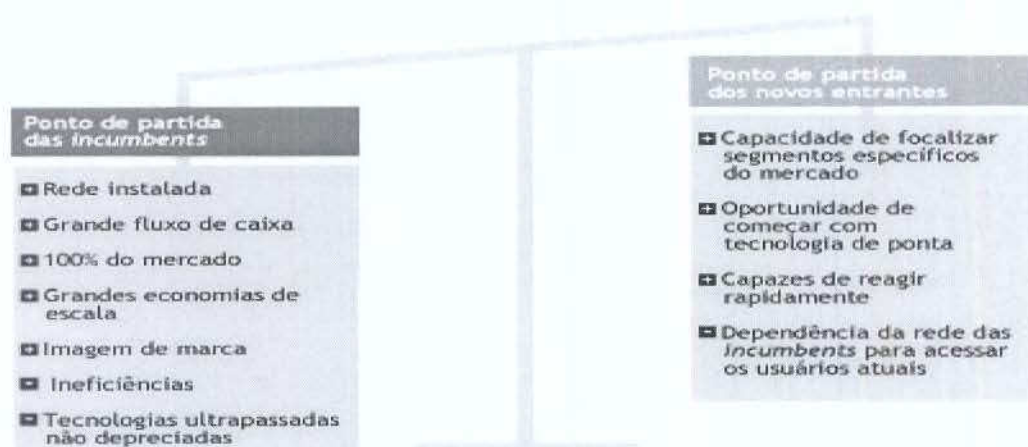 Ponto de partida
das incumbents
+ Rede instalada
+ Grande fluxo de caixa
+ 100% do mercado
+ Grandes economias de
escala
+ Imagem de marca
- Ineficiências
- Tecnologias ultrapassadas
não depreciadas
Ponto de partida
dos novos entrantes
+ Capacidade de focalizar
segmentos específicos
do mercado
+ Oportunidade de
começar com
tecnologia de ponta
+ Capazes de reagir
rapidamente
- Dependência da rede das
incumbents para acessar
os usuários atuais